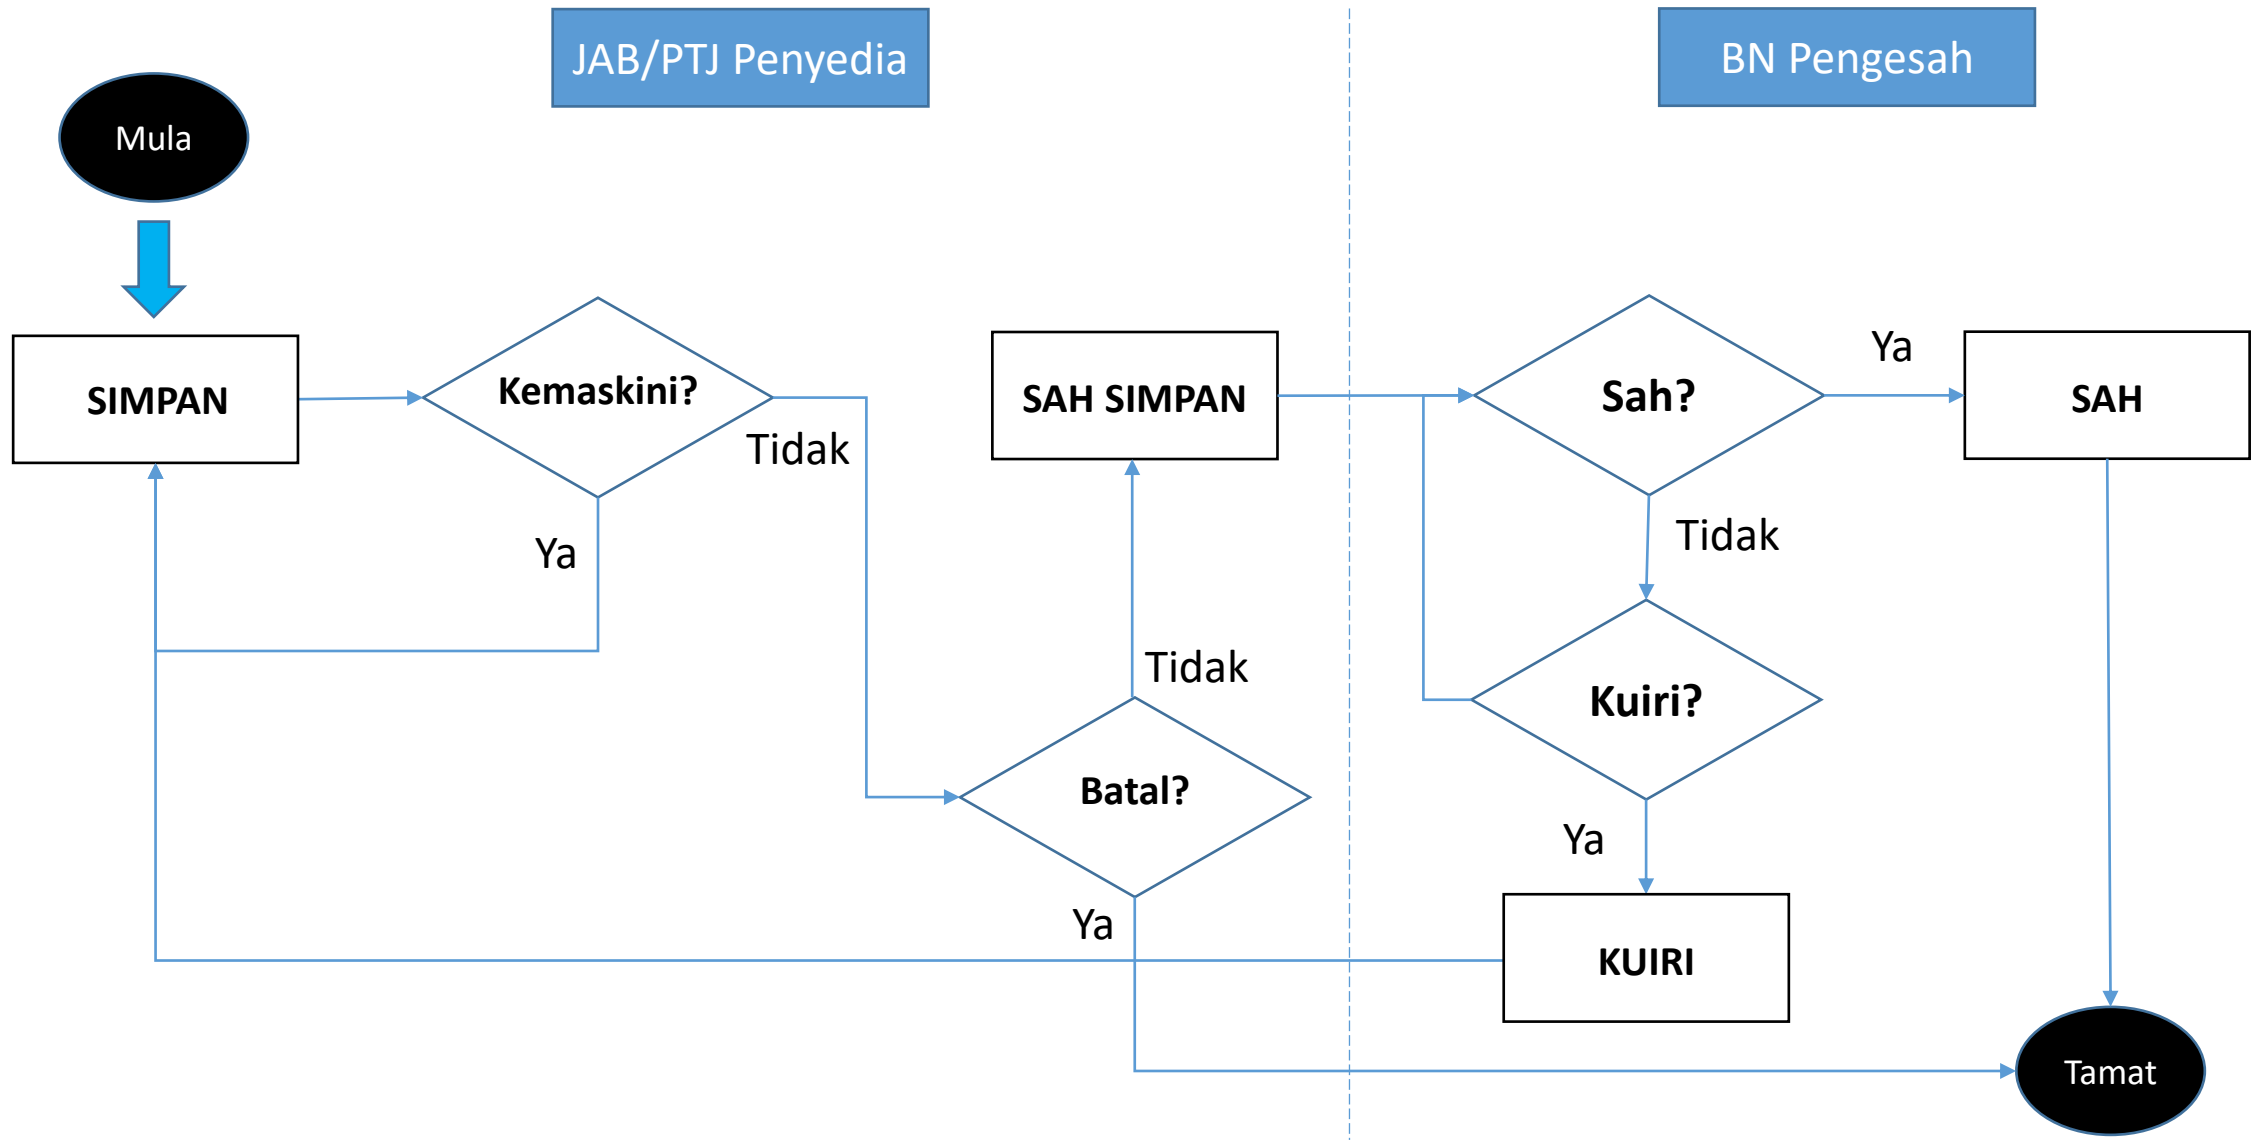 JAB/PTJ Penyedia
BN Pengesah
Mula
SIMPAN
Kemaskini?
Tidak
Ya
SAH SIMPAN
Sah?
Ya
SAH
Tidak
Tidak
Kuiri?
Batal?
Ya
Ya
KUIRI
Tamat